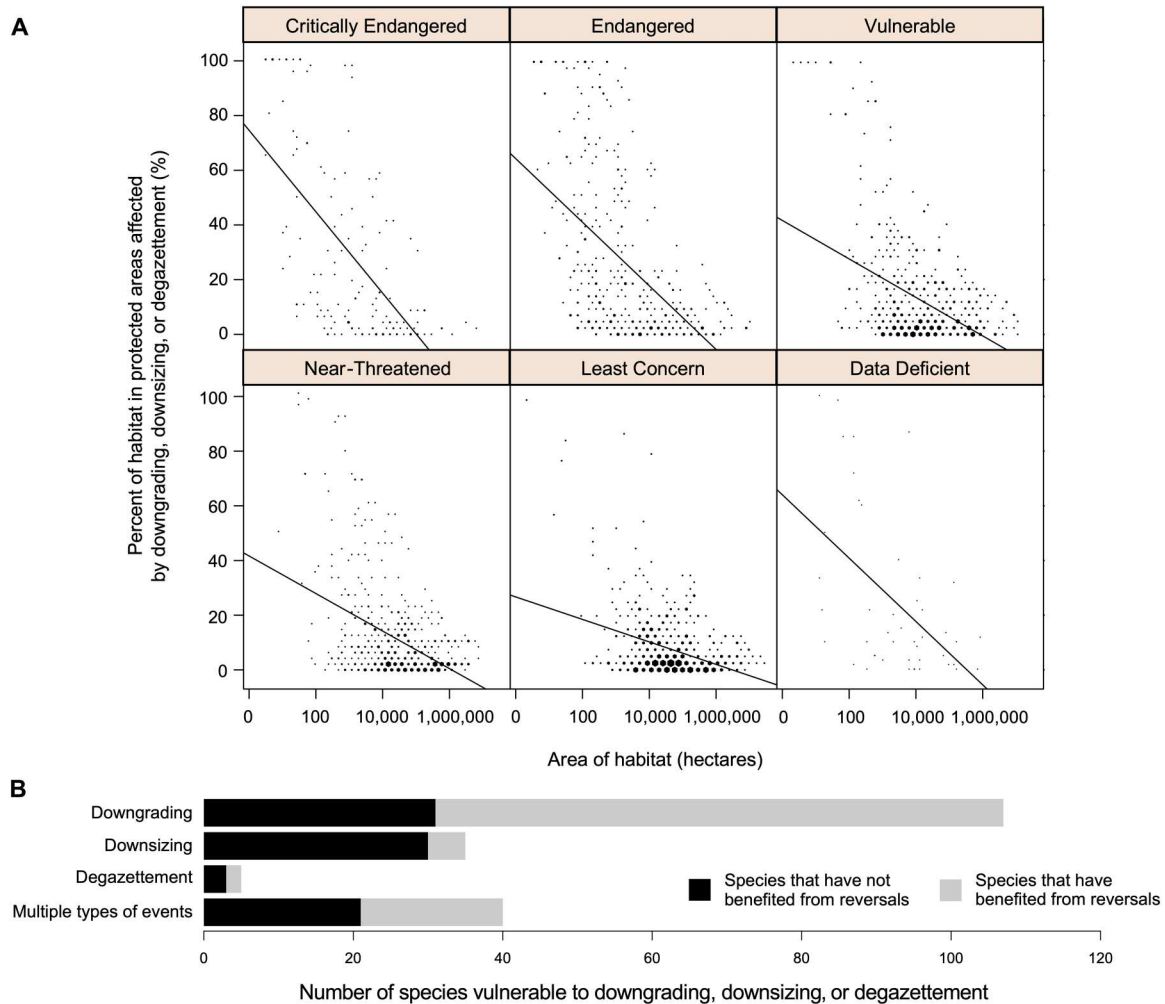 A
Critically Endangered
Endangered
Vulnerable
100
80
60
40
20
0
Near-Threatened
Least Concern
Data Deficient
100
80
60
40
20
0
Percent of habitat in protected areas affected
by downgrading, downsizing, or degazettement (%)
0 100 10,000 1,000,000
0 100 10,000 1,000,000
0 100 10,000 1,000,000
Area of habitat (hectares)
B
Downgrading
Downsizing
Degazettement
Multiple types of events
Species that have not
benefited from reversals
Species that have
benefited from reversals
0 20 40 60 80 100 120
Number of species vulnerable to downgrading, downsizing, or degazettement